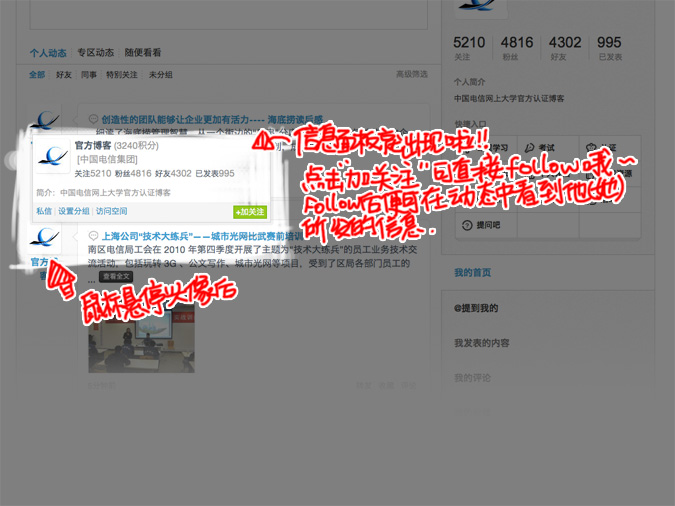 5210 4816 4302 995
关注 粉丝 好友 已发表
个人动态 专区动态 随便看看
全部 好友 同事 特别关注 未分组 高级筛选
个人简介
中国电信网上大学官方认证博客
快捷入口
创造性的团队能够让企业更加有活力---- 海底捞读后感
官方博客 (3240积分)
[中国电信集团]
关注5210 粉丝4816 好友4302 已发表995
简介: 中国电信网上大学官方认证博客
私信 设置分组 访问空间 +加关注
信息面板就出现啦!!
点击"加关注"可直接follow哦~
Follow后便可在动态中看到他(她)
所发的信息.
学习 考试
提问吧
上海公司"技术大练兵"——城市光网比武赛前培训
南区电信局工会在 2010 年第四季度开展了主题为"技术大练兵"的员工业务技术交
流活动，包括玩转 3G 、公文写作、城市光网等项目，受到了区局各部门员工的
... 查看全文
官方
鼠标悬停头像后
我的首页
@提到我的
我发表的内容
我的评论